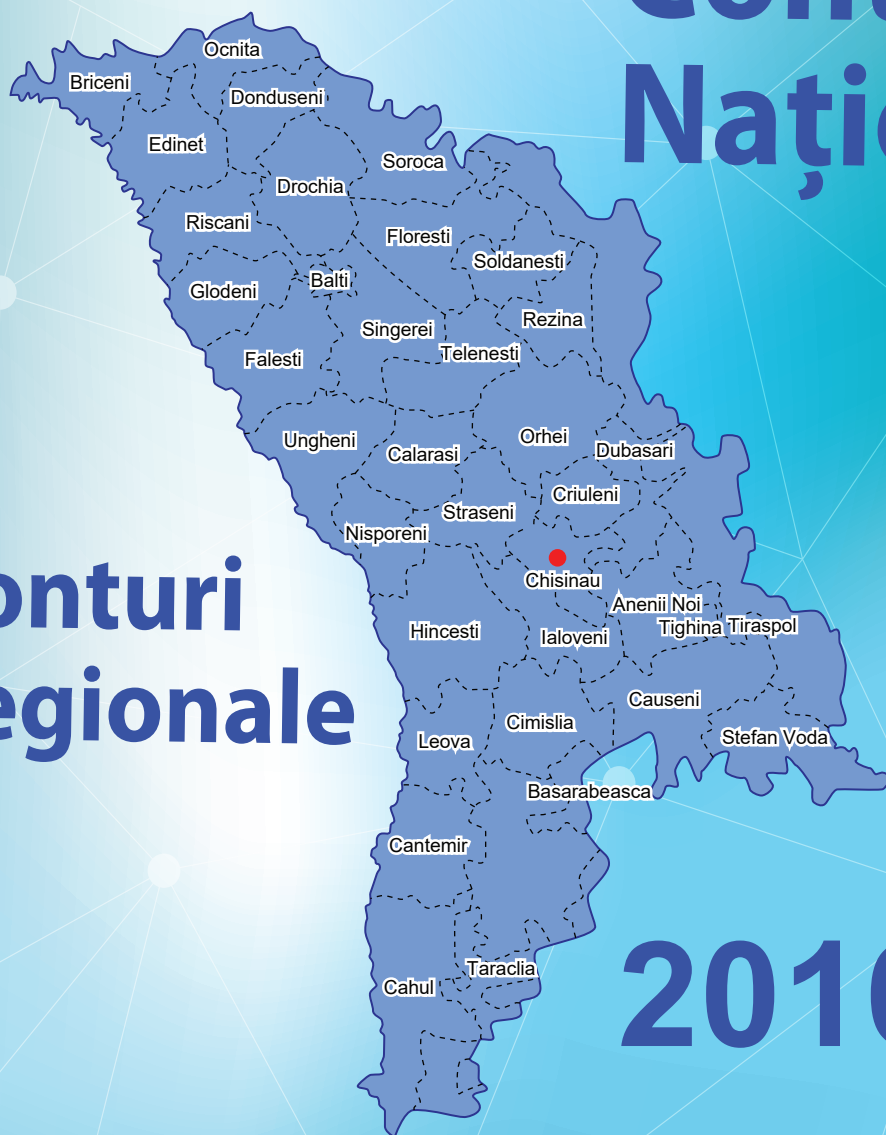 Ocnita
Briceni
Donduseni
Edinet
Soroca
Drochia
Riscani
Floresti
Soldanesti
Balti
Glodeni
Rezina
Singerei
Telenesti
Falesti
Orhei
Ungheni
Dubasari
Calarasi
Criuleni
Straseni
Nisporeni
Chisinau
Anenii Noi
Tighina
Tiraspol
Hincesti
Ialoveni
Causeni
Cimislia
Stefan Voda
Leova
Basarabeasca
Cantemir
Taraclia
Cahul
Nați
onturi
egionale
201